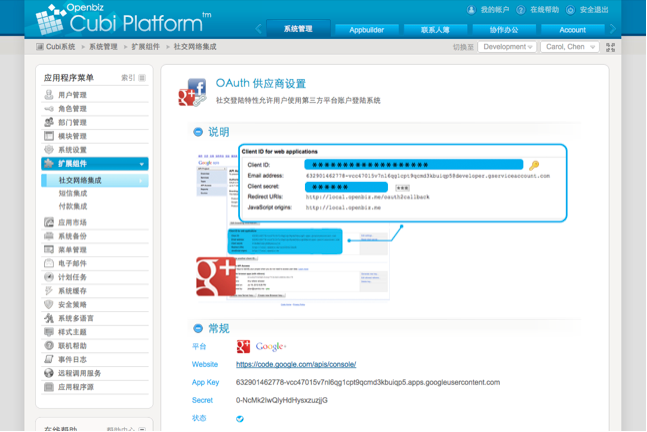 Openbiz
Cubi Platform™
我的帐户 在线帮助 安全退出
系统管理 Appbuilder 联系人簿 协作办公 Account
Cubi系统 > 系统管理 > 扩展组件 > 社交网络集成
切换至 Development Carol, Chen
应用程序菜单 索引
用户管理
角色管理
部门管理
模块管理
系统设置
扩展组件
社交网络集成
短信集成
付款集成
应用市场
系统备份
菜单管理
电子邮件
计划任务
系统缓存
安全策略
系统多语言
样式主题
联机帮助
事件日志
远程调用服务
应用程序源
在线帮助 帮助中心
OAuth 供应商设置
社交登陆特性允许用户使用第三方平台账户登陆系统
说明
Client ID for web applications
Client ID: ******************
Email address: 632901462778-vcc47015v7nl6qg1cpt9qcmd3kbuiqp5@developer.gserviceaccount.com
Client secret: ******
Redirect URIs: http://local.openbiz.me/oauth2callback
JavaScript origins: http://local.openbiz.me
常规
平台 Google+
Website https://code.google.com/apis/console/
App Key 632901462778-vcc47015v7nl6qg1cpt9qcmd3kbuiqp5.apps.googleusercontent.com
Secret 0-NcMk2IwQlyHdHysxzuzjjG
状态